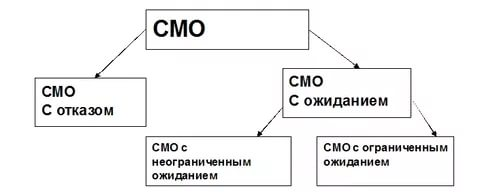 СМО
СМО
С отказом
СМО
С ожиданием
СМО с
неограниченным
ожиданием
СМО с ограниченным
ожиданием